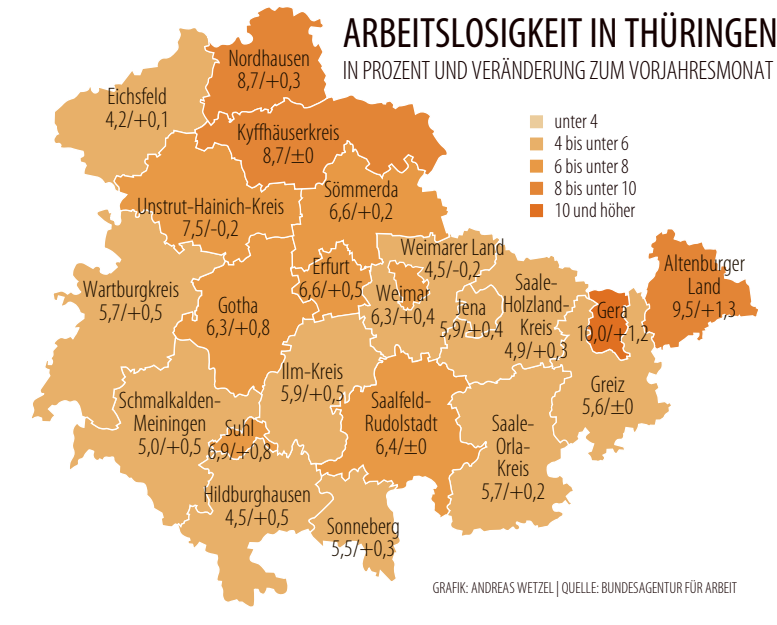 ARBEITSLOSIGKEIT IN THÜRINGEN
IN PROZENT UND VERÄNDERUNG ZUM VORJAHRESMONAT
unter 4
4 bis unter 6
6 bis unter 8
8 bis unter 10
10 und höher
Nordhausen
8,7/+0,3
Eichsfeld
4,2/+0,1
Kyffhäuserkreis
8,7/±0
Sömmerda
6,6/+0,2
Unstrut-Hainich-Kreis
7,5/-0,2
Weimarer Land
4,5/-0,2
Erfurt
6,6/+0,5
Weimar
6,3/+0,4
Jena
5,9/+0,4
Saale-
Holzland-
Kreis
4,9/+0,3
Gera
10,0/+1,2
Altenburger
Land
9,5/+1,3
Wartburgkreis
5,7/+0,5
Gotha
6,3/+0,8
Ilm-Kreis
5,9/+0,5
Greiz
5,6/±0
Schmalkalden-
Meiningen
5,0/+0,5
Suhl
6,9/+0,8
Saalfeld-
Rudolstadt
6,4/±0
Saale-
Orla-
Kreis
5,7/+0,2
Hildburghausen
4,5/+0,5
Sonneberg
5,5/+0,3
GRAFIK: ANDREAS WETZEL | QUELLE: BUNDESAGENTUR FÜR ARBEIT